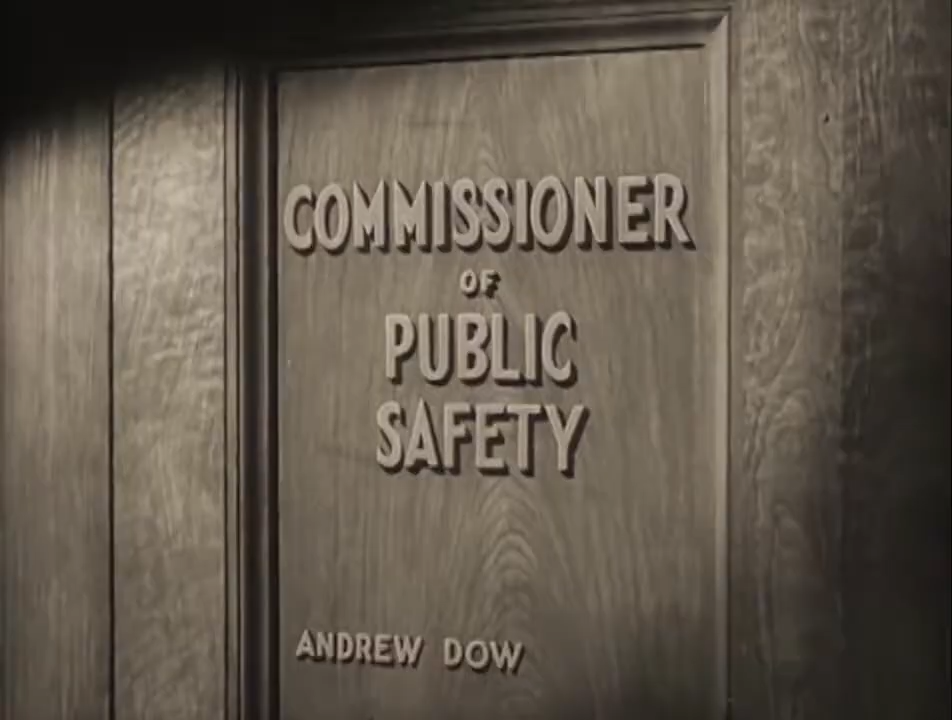 COMMISSIONER
OF
PUBLIC
SAFETY
ANDREW DOW